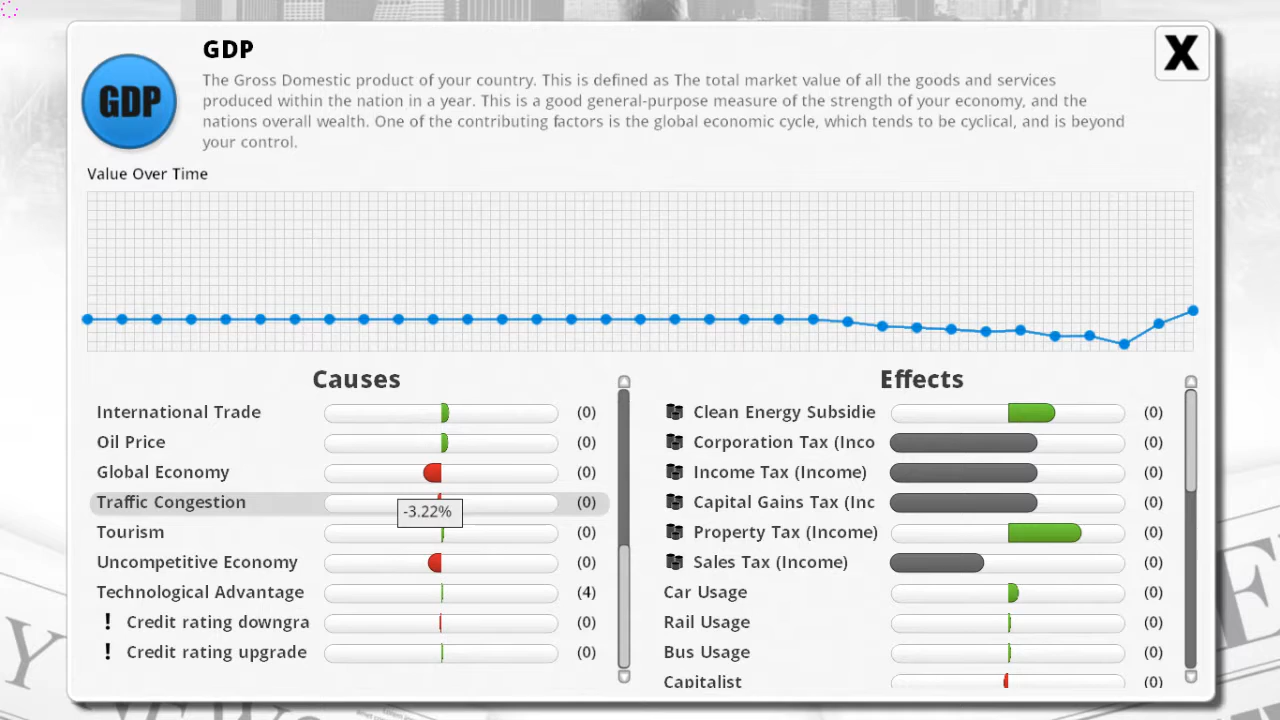 GDP
GDP
The Gross Domestic product of your country. This is defined as The total market value of all the goods and services
produced within the nation in a year. This is a good general-purpose measure of the strength of your economy, and the
nations overall wealth. One of the contributing factors is the global economic cycle, which tends to be cyclical, and is beyond
your control.
X
Value Over Time
Causes
International Trade (0)
Oil Price (0)
Global Economy (0)
Traffic Congestion (0)
-3.22%
Tourism (0)
Uncompetitive Economy (0)
Technological Advantage (4)
! Credit rating downgra (0)
! Credit rating upgrade (0)
Effects
Clean Energy Subsidie (0)
Corporation Tax (Inco (0)
Income Tax (Income) (0)
Capital Gains Tax (Inc (0)
Property Tax (Income) (0)
Sales Tax (Income) (0)
Car Usage (0)
Rail Usage (0)
Bus Usage (0)
Capitalist (0)